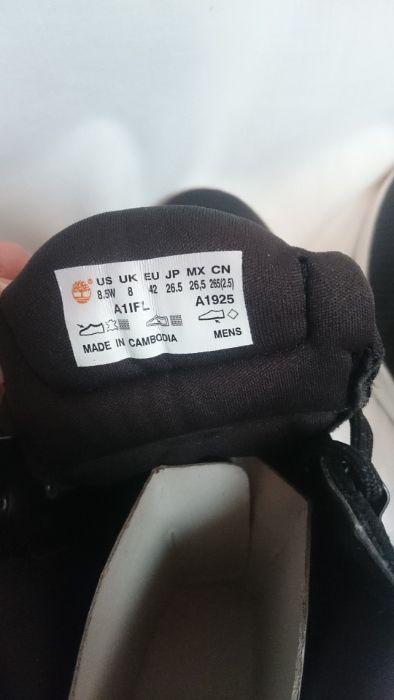 US UK EU JP MX CN
8.5W 8 42 26.5 26,5 265(2.5)
A1IFL A1925
MENS
MADE IN CAMBODIA